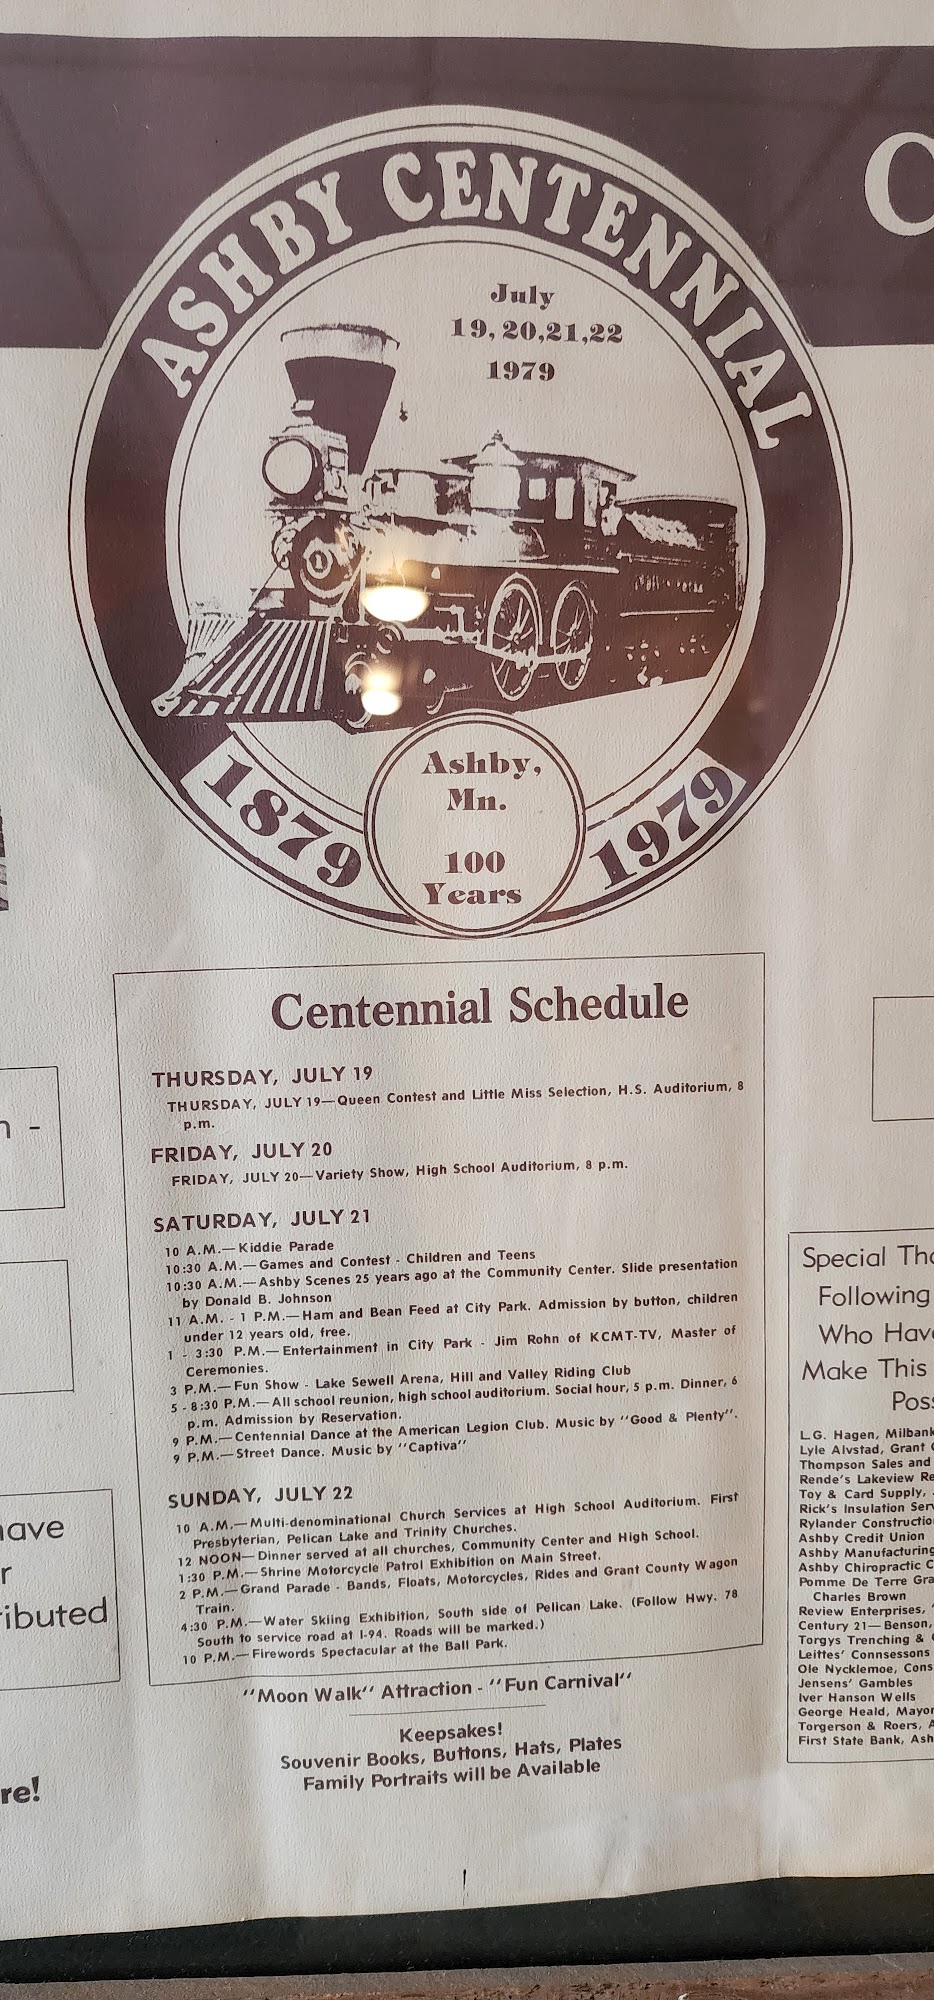 ASHBY CENTENNIAL
July
19, 20, 21, 22
1979
1
1879
Ashby,
Mn.
100
Years
1979
Centennial Schedule
THURSDAY, JULY 19
THURSDAY, JULY 19—Queen Contest and Little Miss Selection, H.S. Auditorium, 8
p.m.
FRIDAY, JULY 20
FRIDAY, JULY 20—Variety Show, High School Auditorium, 8 p.m.
SATURDAY, JULY 21
10 A.M.—Kiddie Parade
10:30 A.M.—Games and Contest - Children and Teens
10:30 A.M.—Ashby Scenes 25 years ago at the Community Center. Slide presentation
by Donald B. Johnson
11 A.M. - 1 P.M.—Ham and Bean Feed at City Park. Admission by button, children
under 12 years old, free.
1 - 3:30 P.M.—Entertainment in City Park - Jim Rohn of KCMT-TV, Master of
Ceremonies.
3 P.M.—Fun Show - Lake Sewell Arena, Hill and Valley Riding Club
5 - 8:30 P.M.—All school reunion, high school auditorium. Social hour, 5 p.m. Dinner, 6
p.m. Admission by Reservation.
9 P.M.—Centennial Dance at the American Legion Club. Music by "Good & Plenty".
9 P.M.—Street Dance. Music by "Captiva"
SUNDAY, JULY 22
10 A.M.—Multi-denominational Church Services at High School Auditorium. First
Presbyterian, Pelican Lake and Trinity Churches.
12 NOON—Dinner served at all churches, Community Center and High School.
1:30 P.M.—Shrine Motorcycle Patrol Exhibition on Main Street.
2 P.M.—Grand Parade - Bands, Floats, Motorcycles, Rides and Grant County Wagon
Train.
4:30 P.M.—Water Skiing Exhibition, South side of Pelican Lake. (Follow Hwy. 78
South to service road at I-94. Roads will be marked.)
10 P.M.—Firewords Spectacular at the Ball Park.
"Moon Walk" Attraction - "Fun Carnival"
Keepsakes!
Souvenir Books, Buttons, Hats, Plates
Family Portraits will be Available
n -
have
r
ributed
re!
C
Special Tha
Following
Who Have
Make This
Poss
L.G. Hagen, Milbank
Lyle Alvstad, Grant C
Thompson Sales and
Rende's Lakeview Re
Toy & Card Supply,
Rick's Insulation Serv
Rylander Constructio
Ashby Credit Union
Ashby Manufacturing
Ashby Chiropractic C
Pomme De Terre Gra
Charles Brown
Review Enterprises,
Century 21—Benson,
Torgys Trenching &
Leittes' Connsessons
Ole Nycklemoe, Cons
Jensens' Gambles
Iver Hanson Wells
George Heald, Mayor
Torgerson & Roers, A
First State Bank, Ash